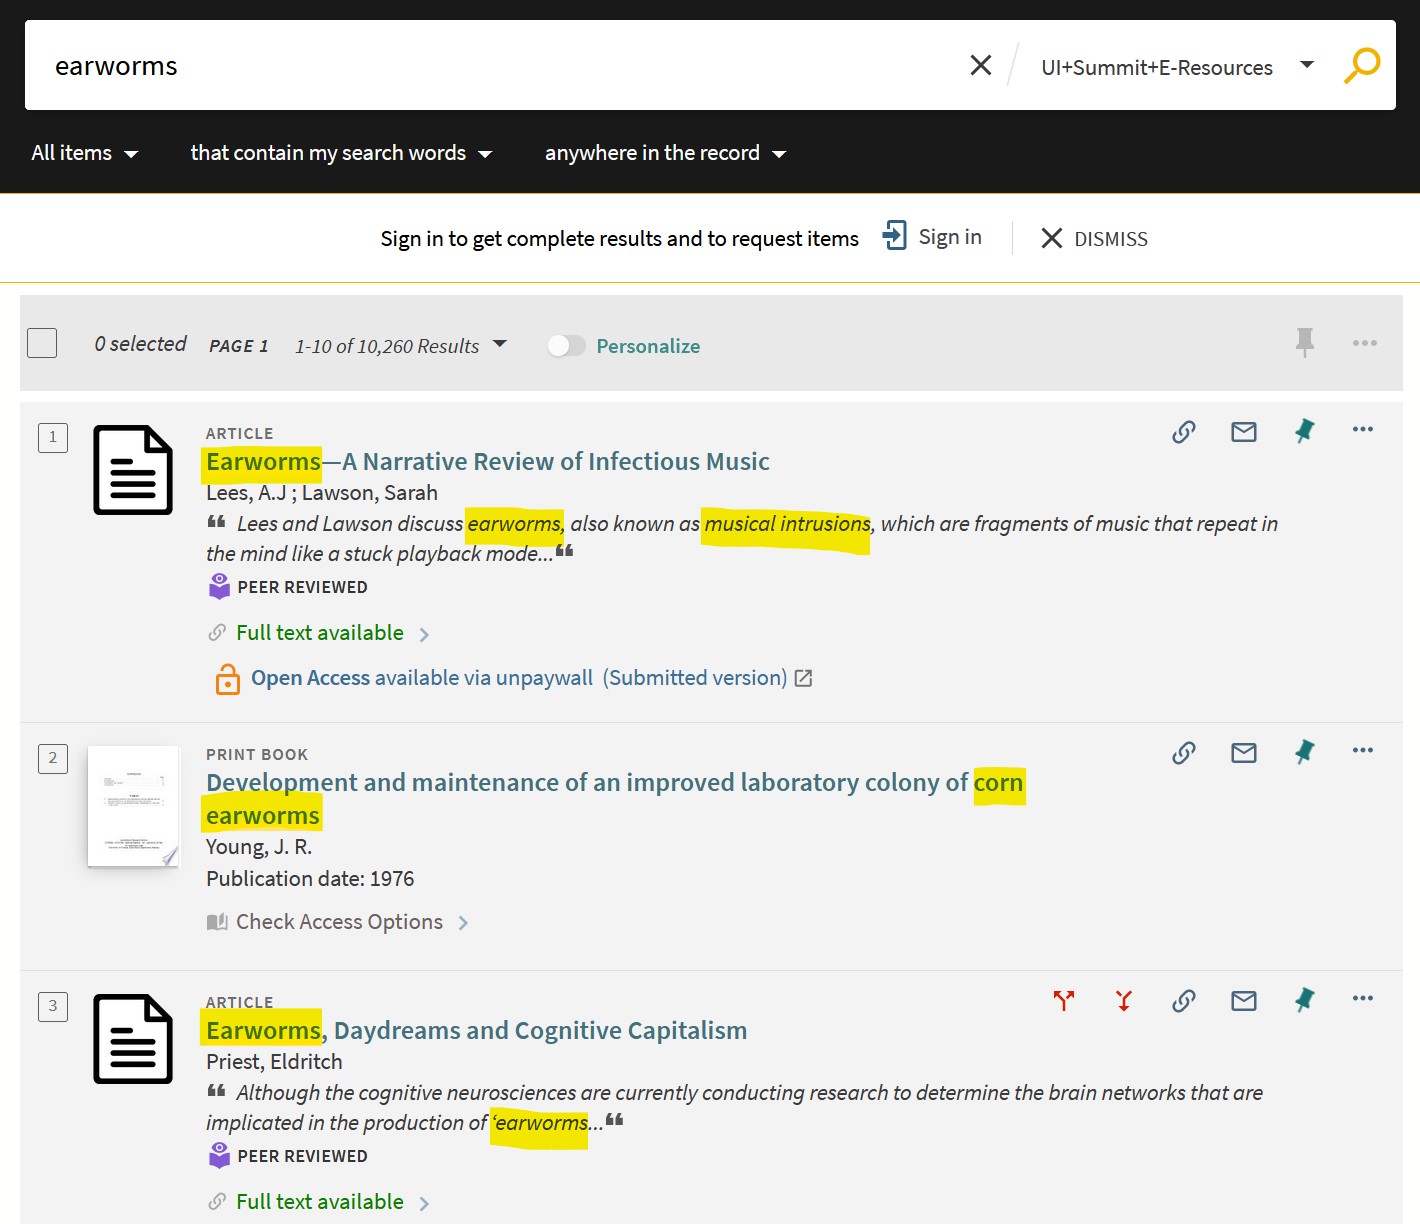 earworms
UI+Summit+E-Resources
All items that contain my search words anywhere in the record
Sign in to get complete results and to request items Sign in DISMISS
0 selected PAGE 1 1-10 of 10,260 Results Personalize
1
ARTICLE
Earworms—A Narrative Review of Infectious Music
Lees, A.J ; Lawson, Sarah
❝ Lees and Lawson discuss earworms, also known as musical intrusions, which are fragments of music that repeat in
the mind like a stuck playback mode...❝
PEER REVIEWED
Full text available
Open Access available via unpaywall (Submitted version)
2
PRINT BOOK
Development and maintenance of an improved laboratory colony of corn
earworms
Young, J. R.
Publication date: 1976
Check Access Options
3
ARTICLE
Earworms, Daydreams and Cognitive Capitalism
Priest, Eldritch
❝ Although the cognitive neurosciences are currently conducting research to determine the brain networks that are
implicated in the production of ‘earworms...❝
PEER REVIEWED
Full text available